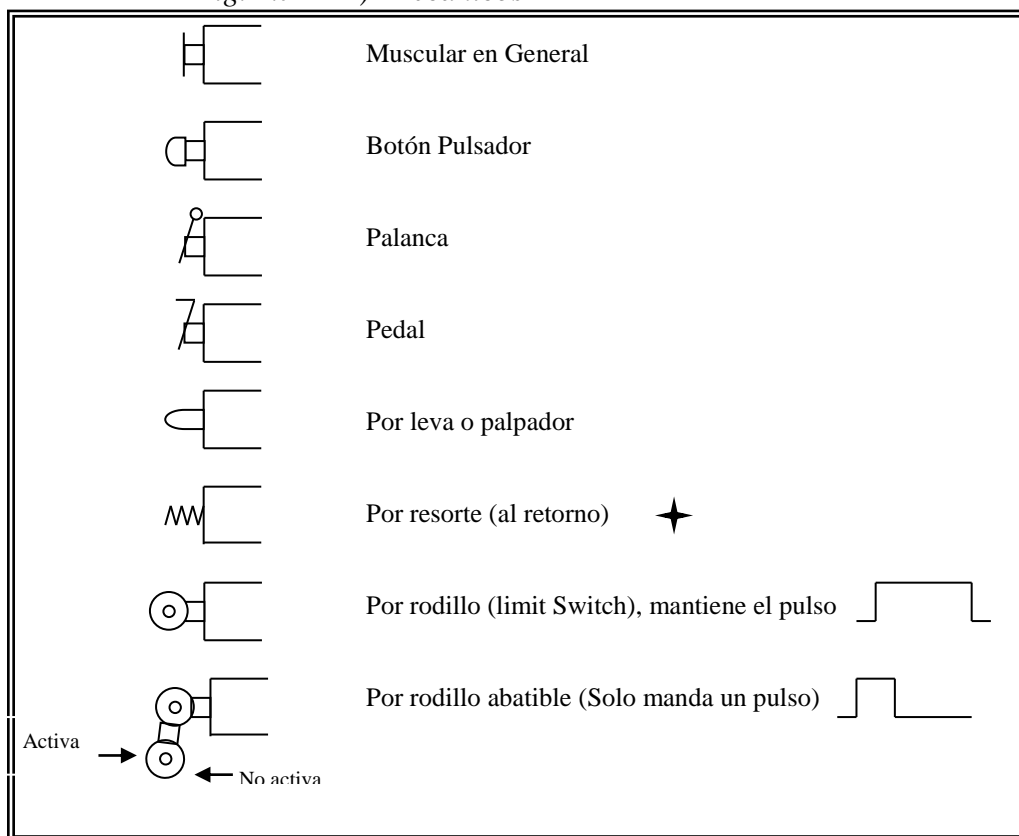 Muscular en General
Botón Pulsador
Palanca
Pedal
Por leva o palpador
Por resorte (al retorno)
Por rodillo (limit Switch), mantiene el pulso
Por rodillo abatible (Solo manda un pulso)
Activa
No activa